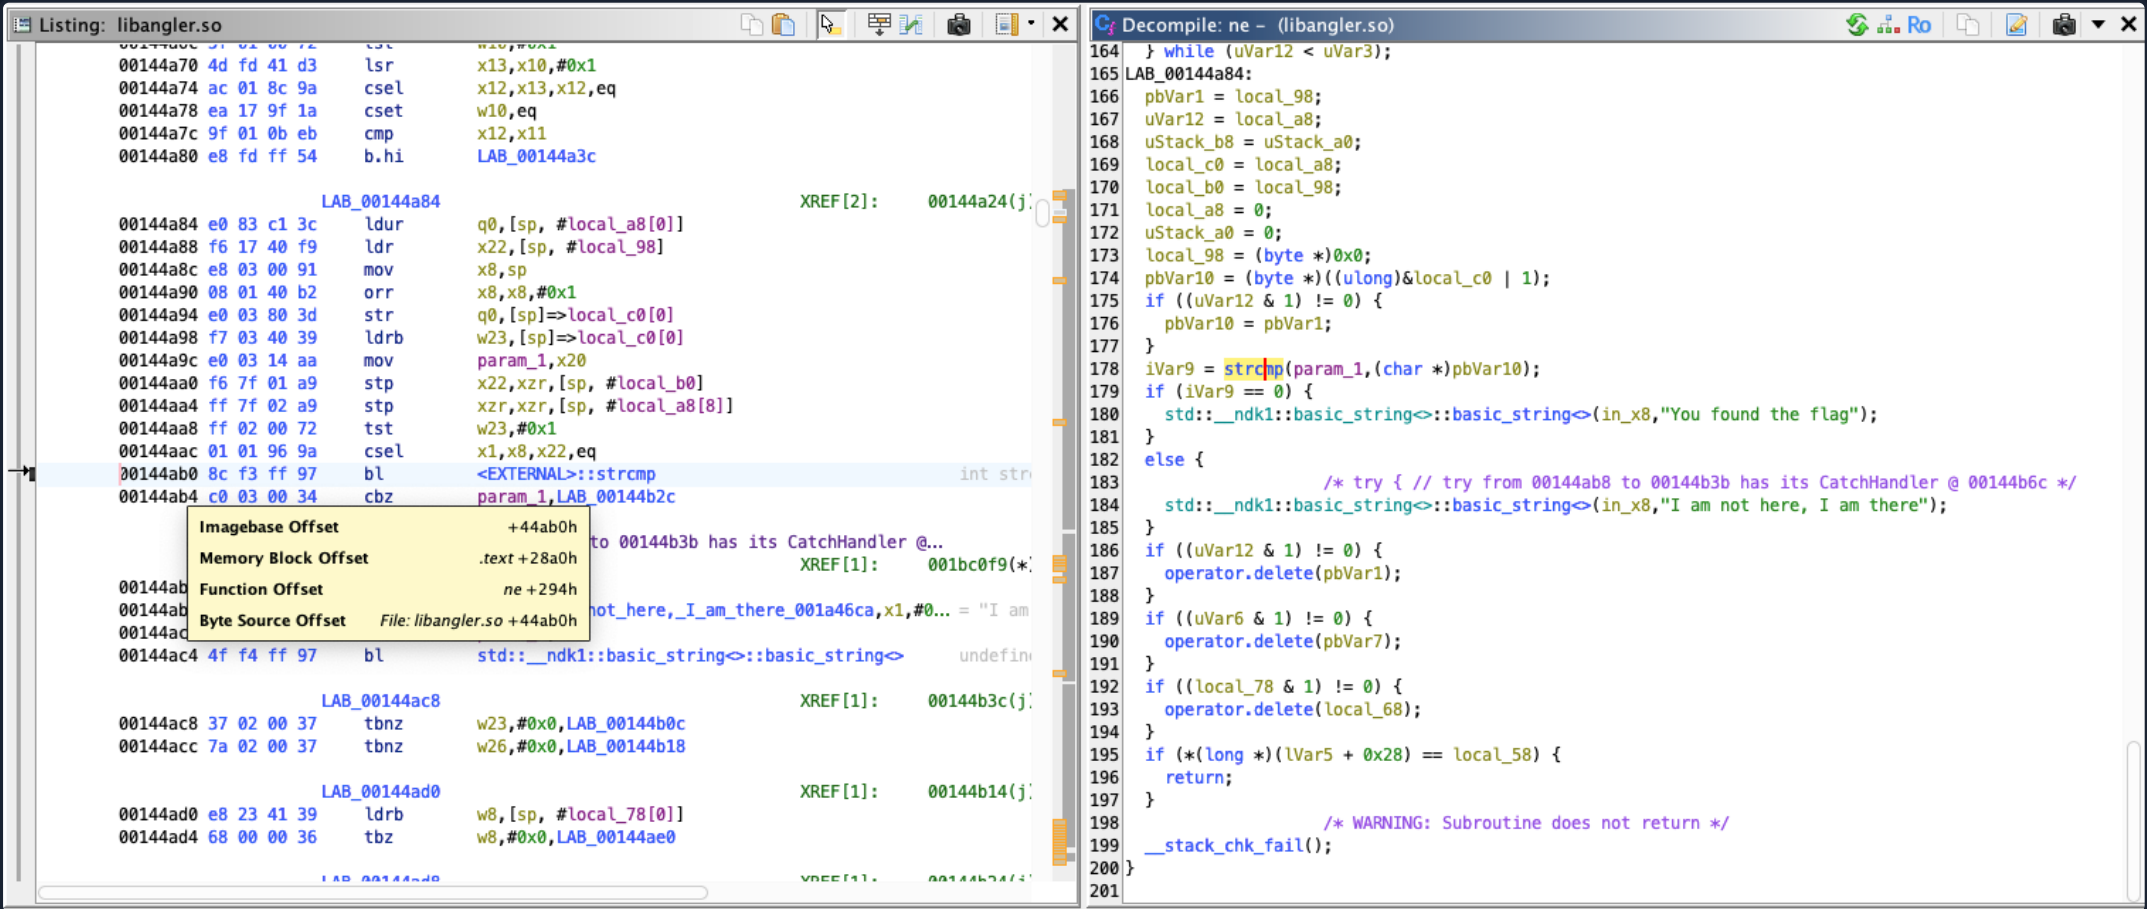 Listing: libangler.so
00144a70 4d fd 41 d3 lsr x13,x10,#0x1
00144a74 ac 01 8c 9a csel x12,x13,x12,eq
00144a78 ea 17 9f 1a cset w10,eq
00144a7c 9f 01 0b eb cmp x12,x11
00144a80 e8 fd ff 54 b.hi LAB_00144a3c
LAB_00144a84 XREF[2]: 00144a24(j)
00144a84 e0 83 c1 3c ldur q0,[sp, #local_a8[0]]
00144a88 f6 17 40 f9 ldr x22,[sp, #local_98]
00144a8c e8 03 00 91 mov x8,sp
00144a90 08 01 40 b2 orr x8,x8,#0x1
00144a94 e0 03 80 3d str q0,[sp]=>local_c0[0]
00144a98 f7 03 40 39 ldrb w23,[sp]=>local_c0[0]
00144a9c e0 03 14 aa mov param_1,x20
00144aa0 f6 7f 01 a9 stp x22,xzr,[sp, #local_b0]
00144aa4 ff 7f 02 a9 stp xzr,xzr,[sp, #local_a8[8]]
00144aa8 ff 02 00 72 tst w23,#0x1
00144aac 01 01 96 9a csel x1,x8,x22,eq
00144ab0 8c f3 ff 97 bl <EXTERNAL>::strcmp int str
00144ab4 c0 03 00 34 cbz param_1,LAB_00144b2c
Imagebase Offset +44ab0h
Memory Block Offset .text +28a0h
Function Offset ne +294h
Byte Source Offset File: libangler.so +44ab0h
to 00144b3b has its CatchHandler @...
XREF[1]: 001bc0f9(*)
00144ab
00144ab not_here,_I_am_there_001a46ca,x1,#0... = "I am
00144ac
00144ac4 4f f4 ff 97 bl std::__ndk1::basic_string<>::basic_string<> undefin
LAB_00144ac8 XREF[1]: 00144b3c(j)
00144ac8 37 02 00 37 tbnz w23,#0x0,LAB_00144b0c
00144acc 7a 02 00 37 tbnz w26,#0x0,LAB_00144b18
LAB_00144ad0 XREF[1]: 00144b14(j)
00144ad0 e8 23 41 39 ldrb w8,[sp, #local_78[0]]
00144ad4 68 00 00 36 tbz w8,#0x0,LAB_00144ae0
Decompile: ne – (libangler.so)
Ro
164 } while (uVar12 < uVar3);
165 LAB_00144a84:
166 pbVar1 = local_98;
167 uVar12 = local_a8;
168 uStack_b8 = uStack_a0;
169 local_c0 = local_a8;
170 local_b0 = local_98;
171 local_a8 = 0;
172 uStack_a0 = 0;
173 local_98 = (byte *)0x0;
174 pbVar10 = (byte *)((ulong)&local_c0 | 1);
175 if ((uVar12 & 1) != 0) {
176 pbVar10 = pbVar1;
177 }
178 iVar9 = strcmp(param_1,(char *)pbVar10);
179 if (iVar9 == 0) {
180 std::__ndk1::basic_string<>::basic_string<>(in_x8,"You found the flag");
181 }
182 else {
183 /* try { // try from 00144ab8 to 00144b3b has its CatchHandler @ 00144b6c */
184 std::__ndk1::basic_string<>::basic_string<>(in_x8,"I am not here, I am there");
185 }
186 if ((uVar12 & 1) != 0) {
187 operator.delete(pbVar1);
188 }
189 if ((uVar6 & 1) != 0) {
190 operator.delete(pbVar7);
191 }
192 if ((local_78 & 1) != 0) {
193 operator.delete(local_68);
194 }
195 if (*(long *)(lVar5 + 0x28) == local_58) {
196 return;
197 }
198 /* WARNING: Subroutine does not return */
199 __stack_chk_fail();
200 }
201